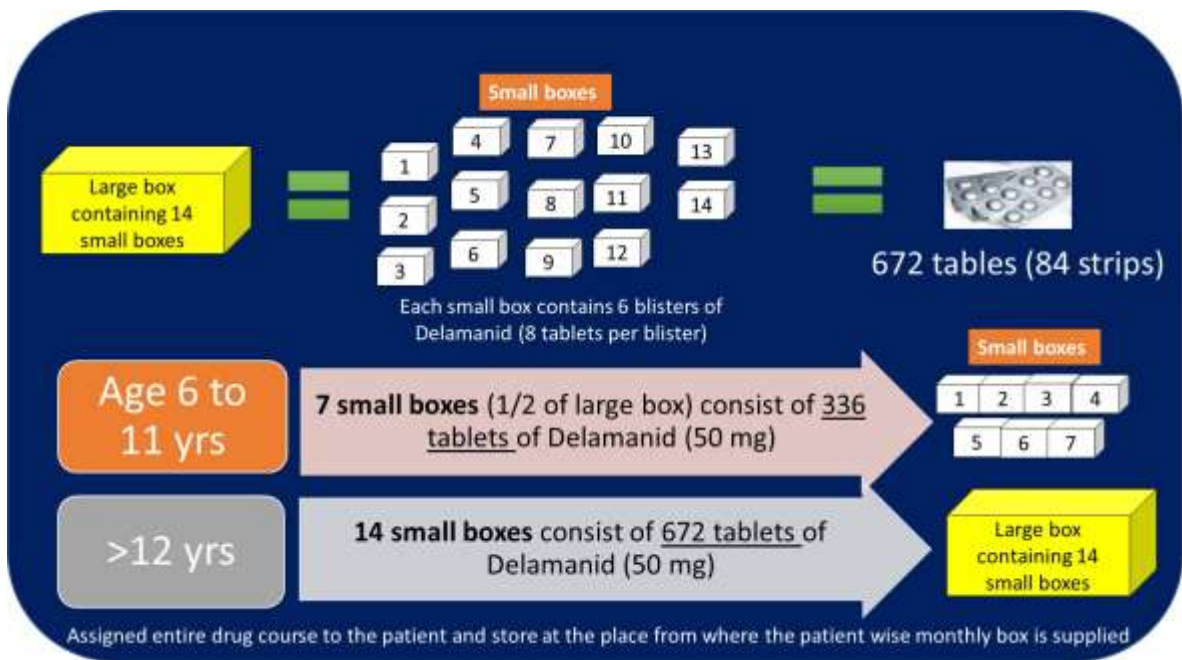 Small boxes
Large box
containing 14
small boxes
1
2
3
4
5
6
7
8
9
10
11
12
13
14
672 tables (84 strips)
Each small box contains 6 blisters of
Delamanid (8 tablets per blister)
Age 6 to
11 yrs
7 small boxes (1/2 of large box) consist of 336
tablets of Delamanid (50 mg)
Small boxes
1 2 3 4
5 6 7
>12 yrs
14 small boxes consist of 672 tablets of
Delamanid (50 mg)
Large box
containing 14
small boxes
Assigned entire drug course to the patient and store at the place from where the patient wise monthly box is supplied